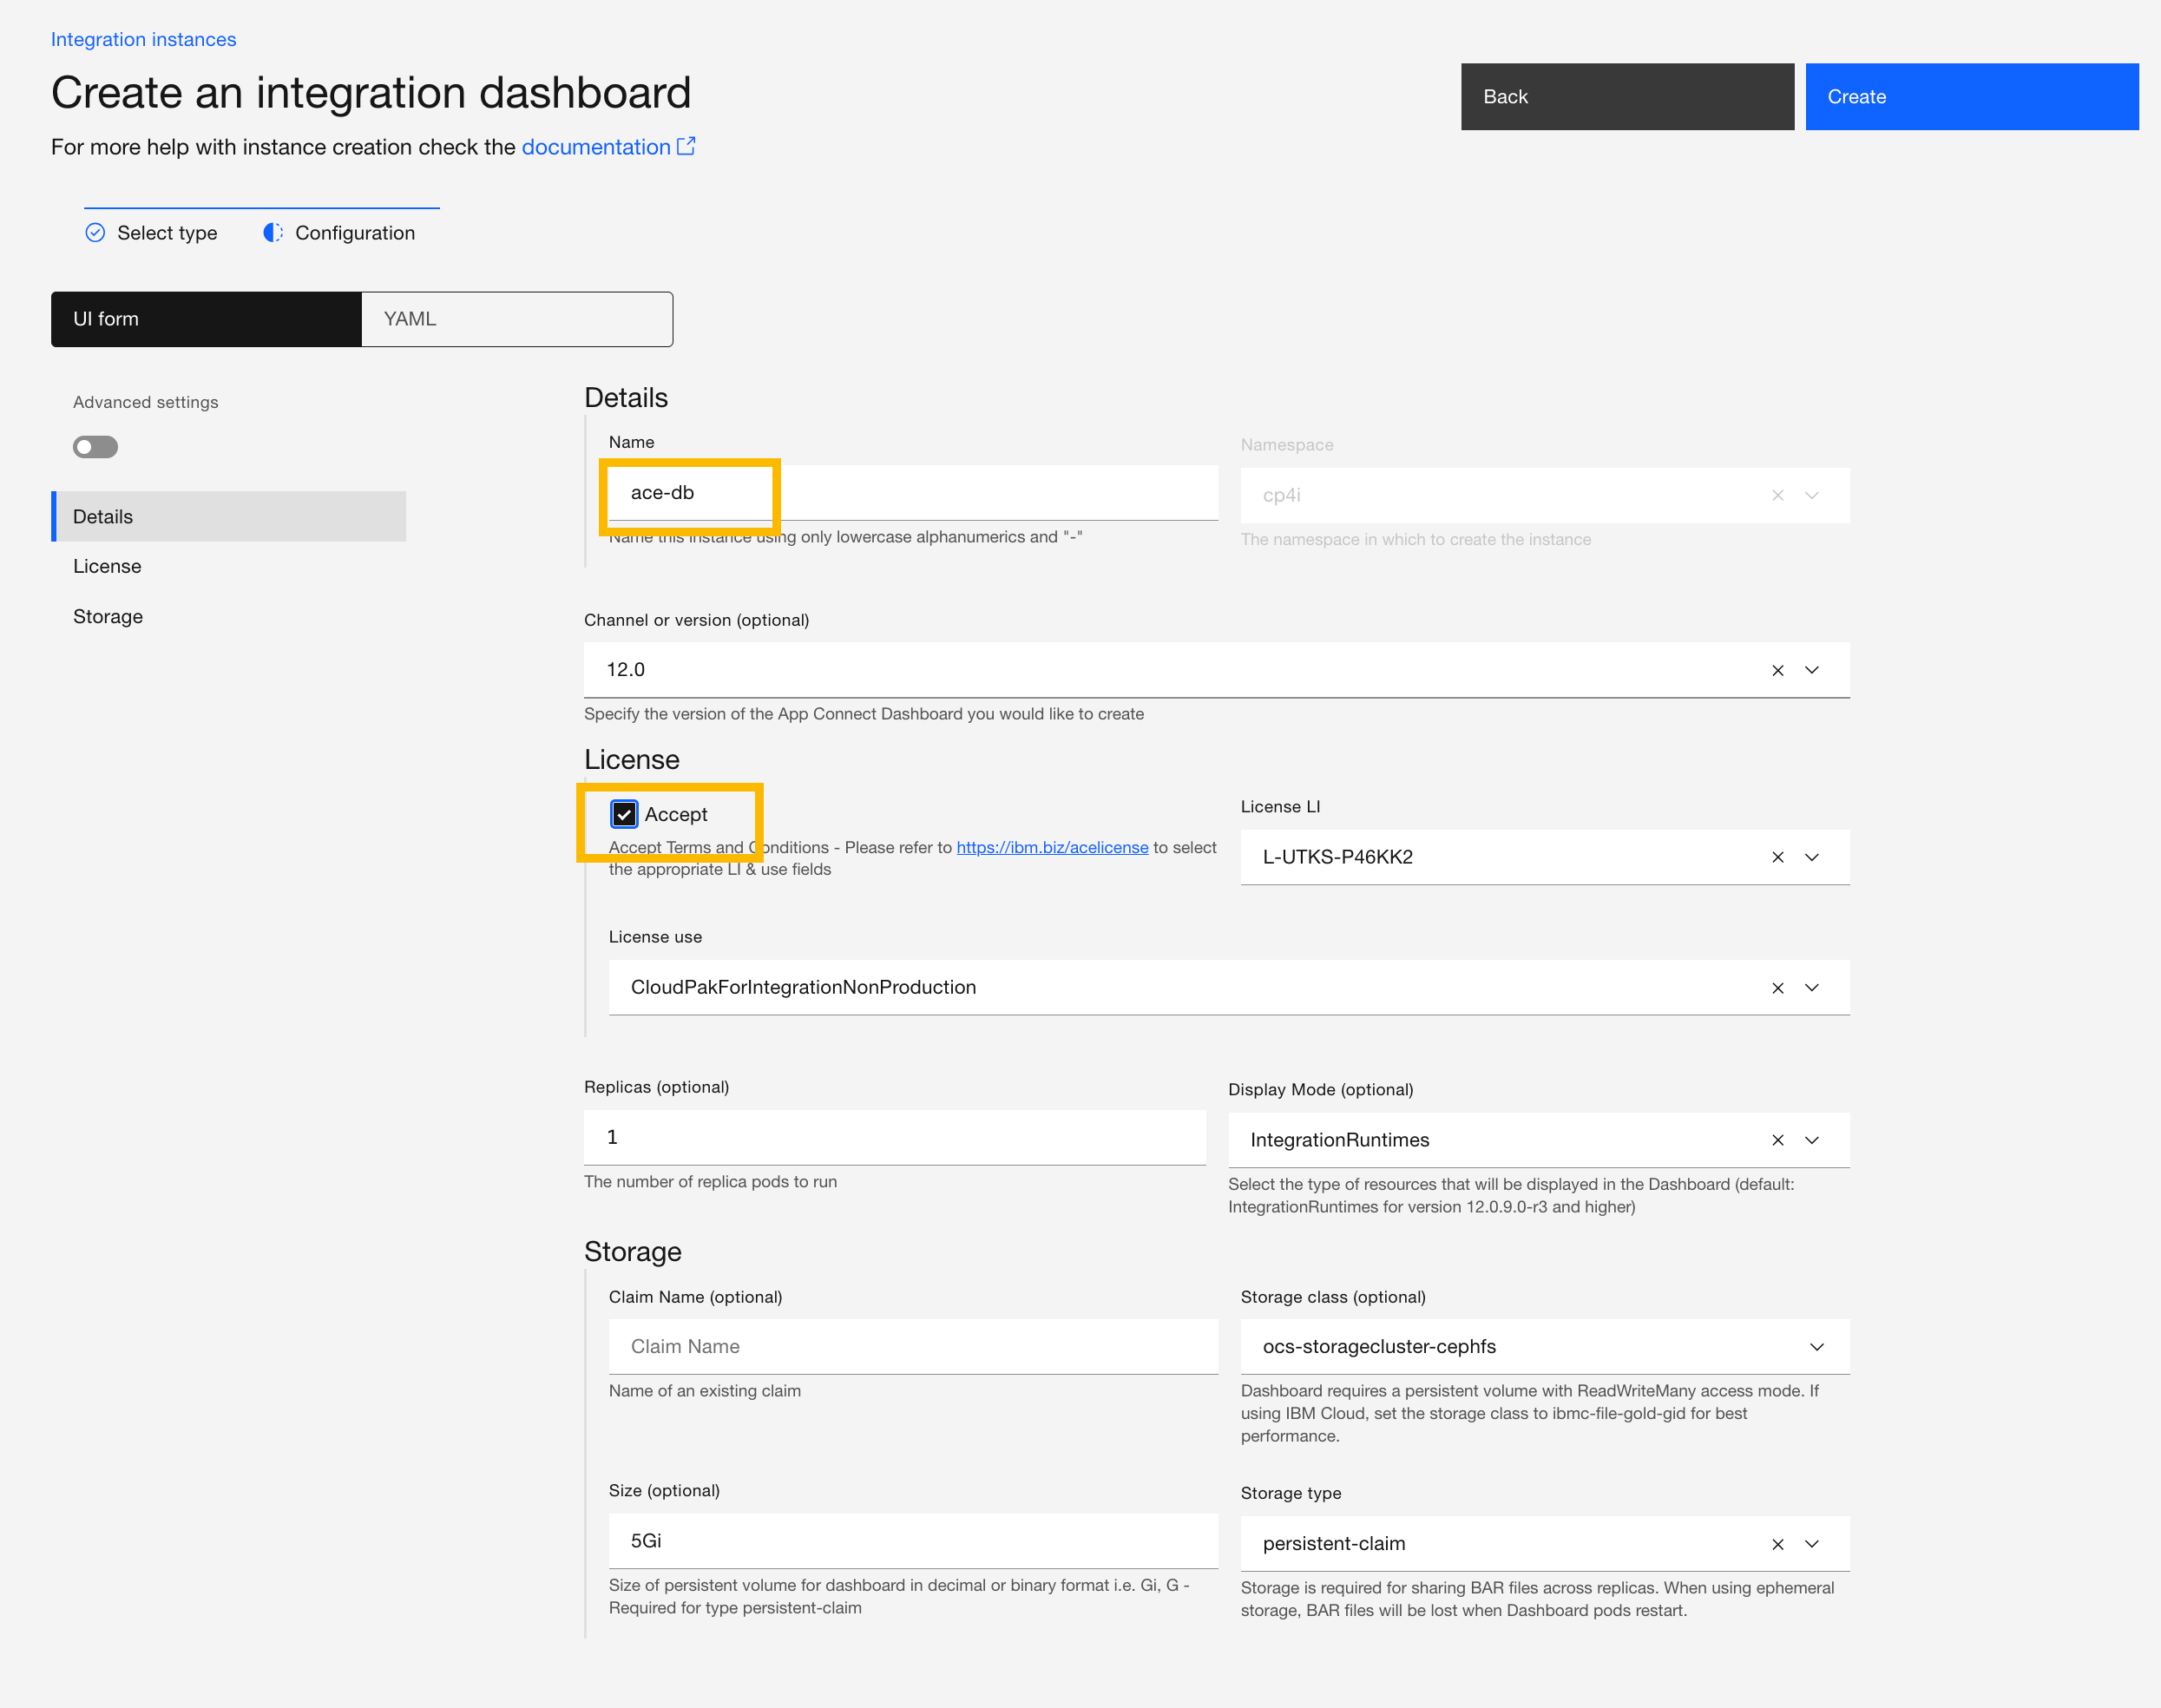 Integration instances
Create an integration dashboard
Back
Create
For more help with instance creation check the documentation
Select type
Configuration
UI form
YAML
Advanced settings
Details
License
Storage
Details
Name
Namespace
ace-db
cp4i
Name this instance using only lowercase alphanumerics and "-"
The namespace in which to create the instance
Channel or version (optional)
12.0
Specify the version of the App Connect Dashboard you would like to create
License
Accept
Accept Terms and Conditions - Please refer to https://ibm.biz/acelicense to select
the appropriate LI & use fields
License LI
L-UTKS-P46KK2
License use
CloudPakForIntegrationNonProduction
Replicas (optional)
1
The number of replica pods to run
Display Mode (optional)
IntegrationRuntimes
Select the type of resources that will be displayed in the Dashboard (default:
IntegrationRuntimes for version 12.0.9.0-r3 and higher)
Storage
Claim Name (optional)
Claim Name
Name of an existing claim
Storage class (optional)
ocs-storagecluster-cephfs
Dashboard requires a persistent volume with ReadWriteMany access mode. If
using IBM Cloud, set the storage class to ibmc-file-gold-gid for best
performance.
Size (optional)
5Gi
Size of persistent volume for dashboard in decimal or binary format i.e. Gi, G -
Required for type persistent-claim
Storage type
persistent-claim
Storage is required for sharing BAR files across replicas. When using ephemeral
storage, BAR files will be lost when Dashboard pods restart.